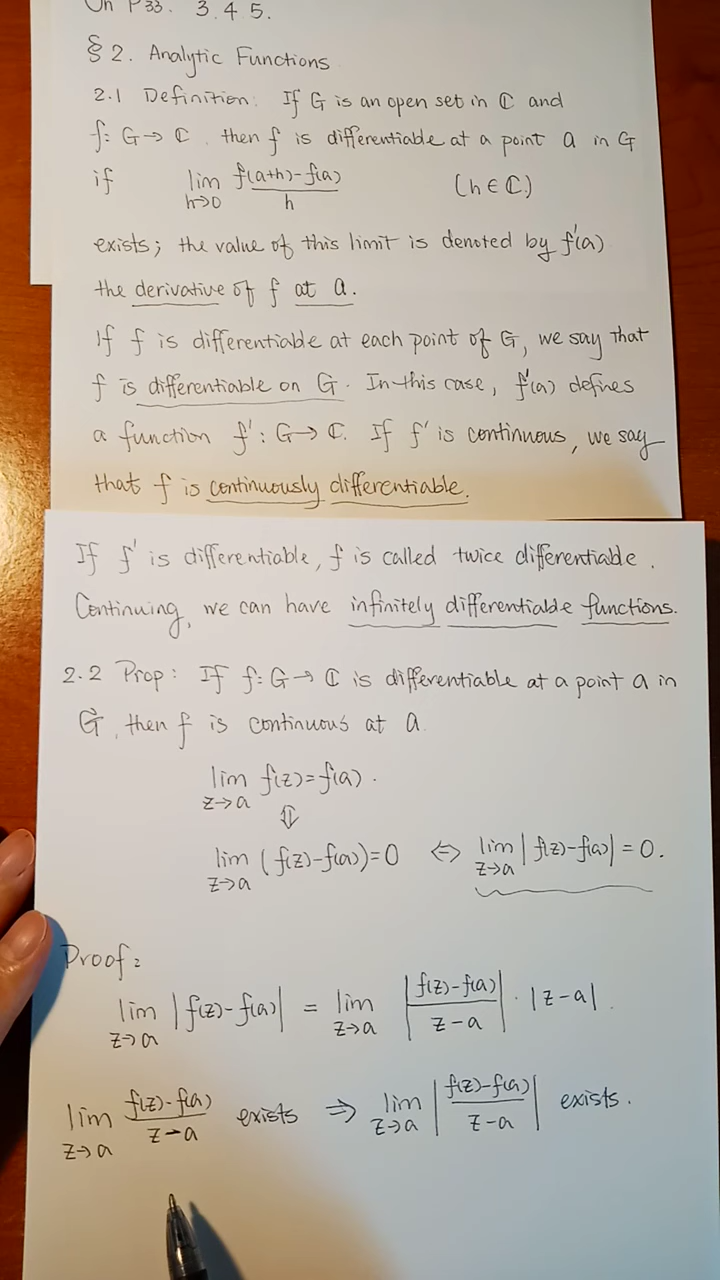 On P33. 3. 4. 5.
§ 2. Analytic Functions
2.1 Definition: If G is an open set in ℂ and
f: G→ℂ, then f is differentiable at a point a in G
if lim_{h→0} (f(a+h)-f(a))/h (h∈ℂ)
exists; the value of this limit is denoted by f'(a)
the derivative of f at a.
If f is differentiable at each point of G, we say that
f is differentiable on G. In this case, f'(a) defines
a function f': G→ℂ. If f' is continuous, we say
that f is continuously differentiable.
If f' is differentiable, f is called twice differentiable.
Continuing, we can have infinitely differentiable functions.
2.2 Prop: If f: G→ℂ is differentiable at a point a in
G, then f is continuous at a.
lim_{z→a} f(z)=f(a).
⇕
lim_{z→a} (f(z)-f(a))=0 ⇔ lim_{z→a} |f(z)-f(a)|=0.
Proof:
lim_{z→a} |f(z)-f(a)| = lim_{z→a} |(f(z)-f(a))/(z-a)| · |z-a|.
lim_{z→a} (f(z)-f(a))/(z-a) exists ⇒ lim_{z→a} |(f(z)-f(a))/(z-a)| exists.